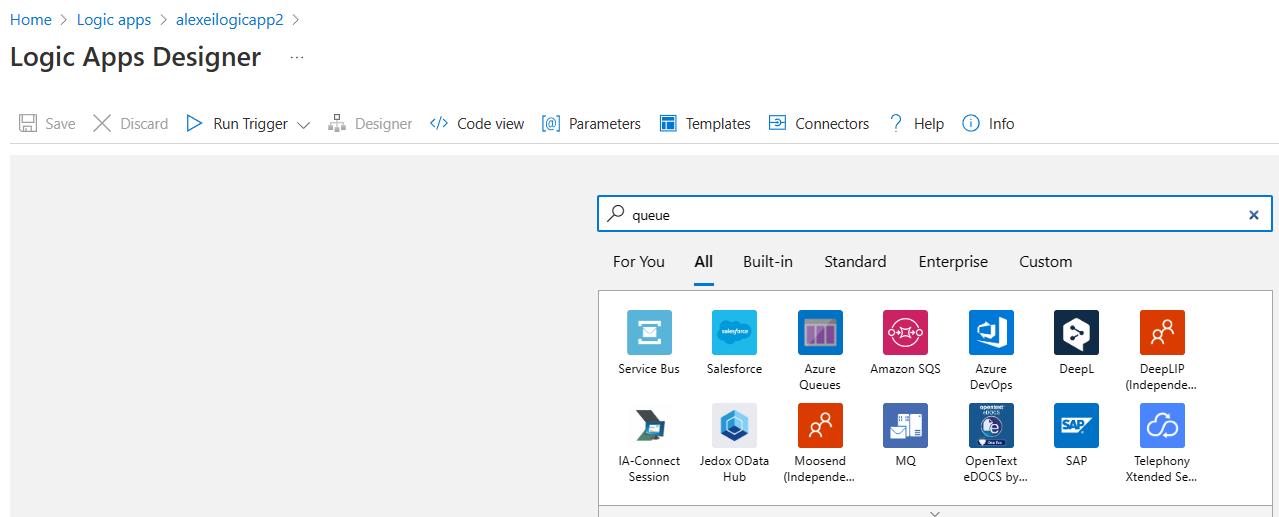 Home > Logic apps > alexeilogicapp2 >
Logic Apps Designer ...
Save Discard Run Trigger Designer </> Code view [@] Parameters Templates Connectors ? Help Info
queue
For You All Built-in Standard Enterprise Custom
salesforce
Service Bus Salesforce Azure Queues Amazon SQS Azure DevOps DeepL DeepLIP (Independe...
opentext eDOCS
SAP
IA-Connect Session Jedox OData Hub Moosend (Independe... MQ OpenText eDOCS by... SAP Telephony Xtended Se...